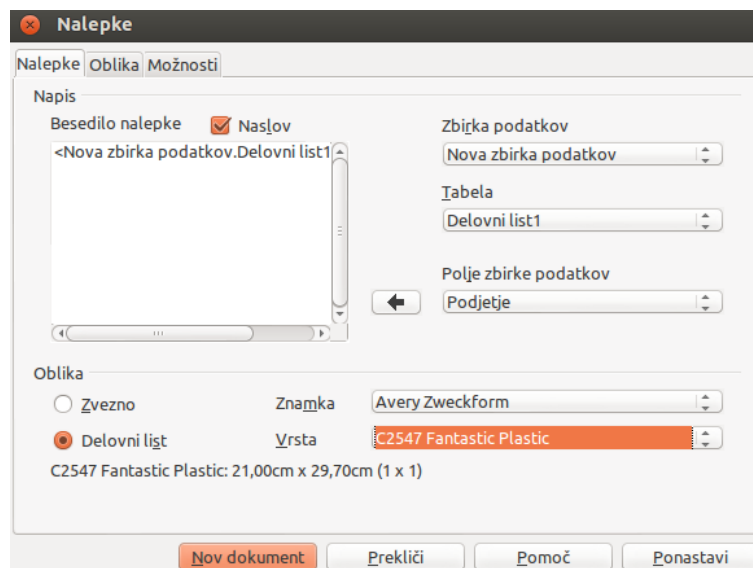 Nalepke
Nalepke Oblika Možnosti
Napis
Besedilo nalepke Naslov
<Nova zbirka podatkov.Delovni list1
Zbirka podatkov
Nova zbirka podatkov
Tabela
Delovni list1
Polje zbirke podatkov
Podjetje
Oblika
Zvezno
Znamka Avery Zweckform
Delovni list
Vrsta C2547 Fantastic Plastic
C2547 Fantastic Plastic: 21,00cm x 29,70cm (1 x 1)
Nov dokument Prekliči Pomoč Ponastavi